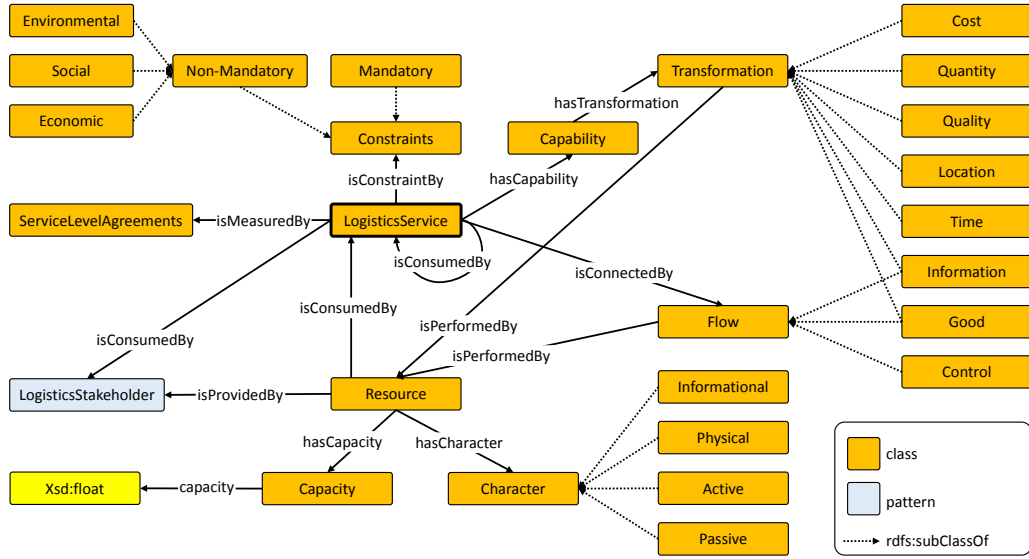 Environmental
Cost
Social
Non-Mandatory
Mandatory
Transformation
Quantity
hasTransformation
Economic
Constraints
Capability
Quality
isConstraintBy
hasCapability
Location
ServiceLevelAgreements
isMeasuredBy
LogisticsService
Time
isConsumedBy
isConnectedBy
Information
isConsumedBy
isPerformedBy
Flow
Good
isConsumedBy
isPerformedBy
Control
LogisticsStakeholder
isProvidedBy
Resource
Informational
hasCapacity
hasCharacter
Physical
class
Xsd:float
capacity
Capacity
Character
Active
pattern
Passive
rdfs:subClassOf